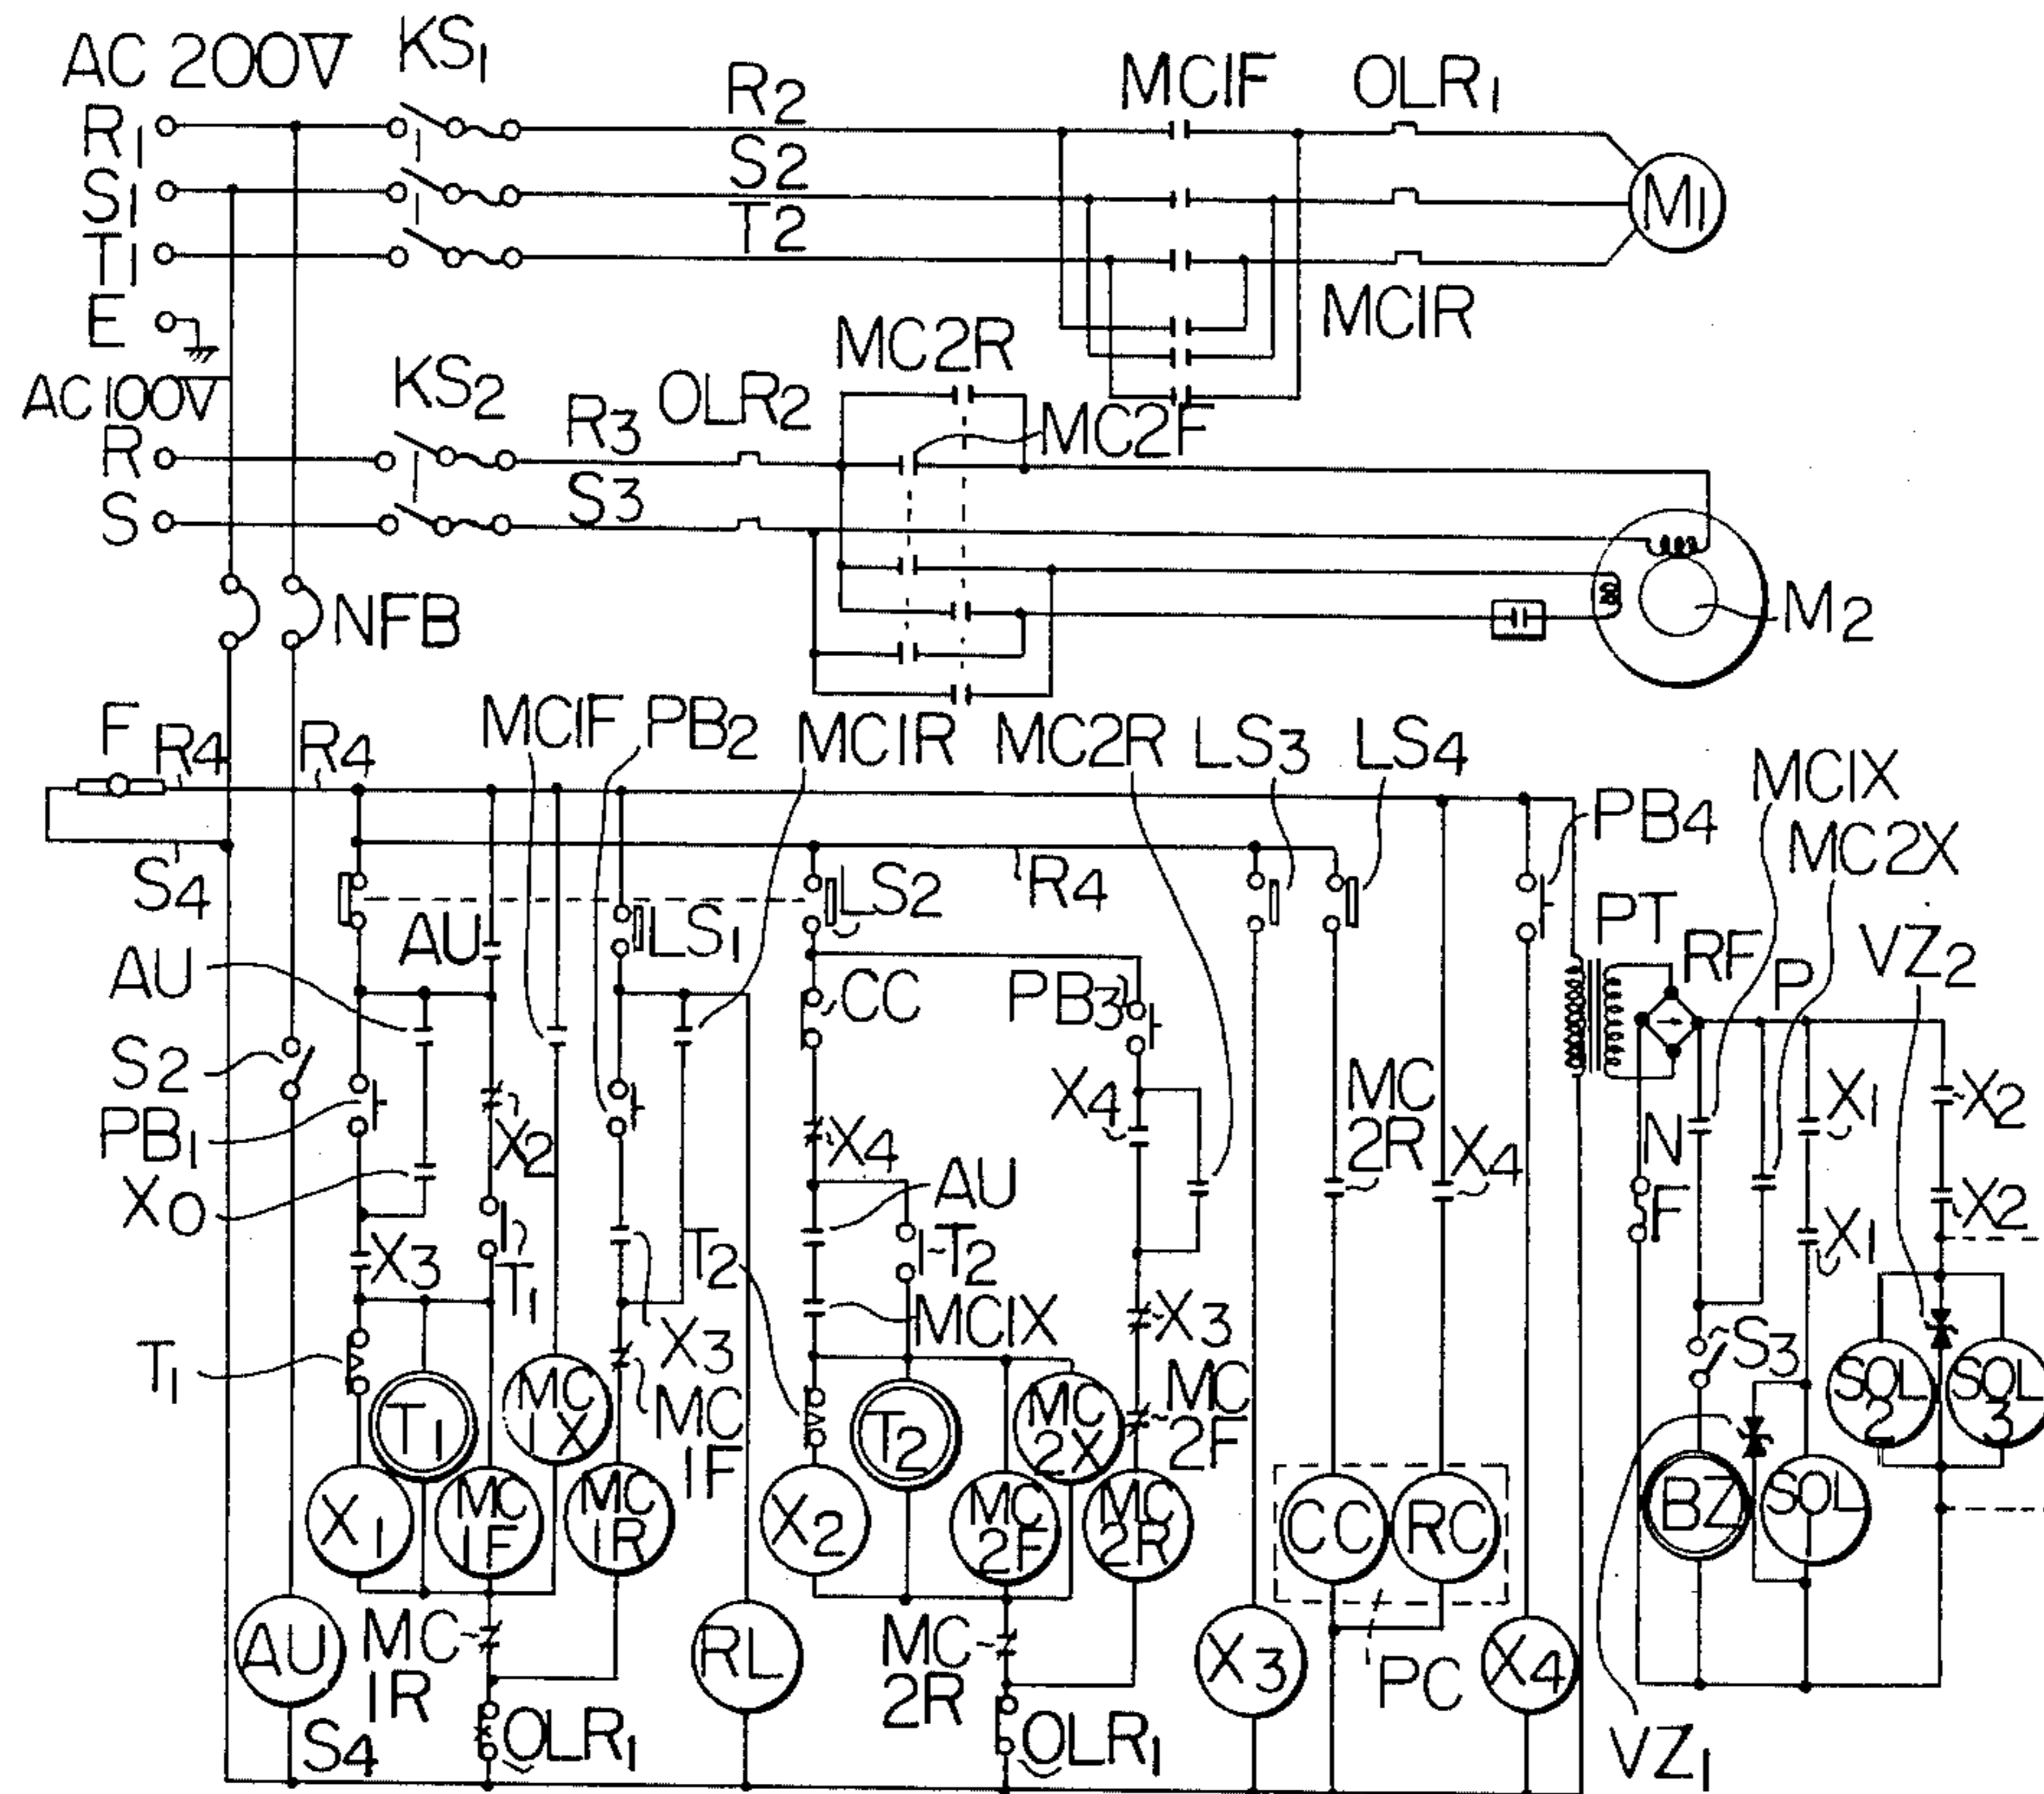 AC 200V KS1
R1 R2 MC1F OLR1
S1 S2 M1
T1 T2
E MC1R
MC2R
AC 100V KS2 R3 OLR2 MC2F
R
S S3
NFB M2
F R4 R4 MC1F PB2 MC1R MC2R LS3 LS4 MC1X
PB4 MC2X
S4 AU LS1 LS2 R4 PT RF P VZ2
AU CC PB3
S2 X4 MC 2R N X1 X2
PB1 X2 X4 X4 F
X0 AU X1 X2
X3 T1 T2 T2 X3
T1 X3 MC1X S3
T1 MC 1X MC 1F T2 MC 2X MC 2F SOL 2 SOL 3
X1 MC 1F MC 1R X2 MC 2F MC 2R CC RC BZ SOL 1
AU MC 1R RL MC 2R X3 PC X4
S4 OLR1 OLR1 VZ1